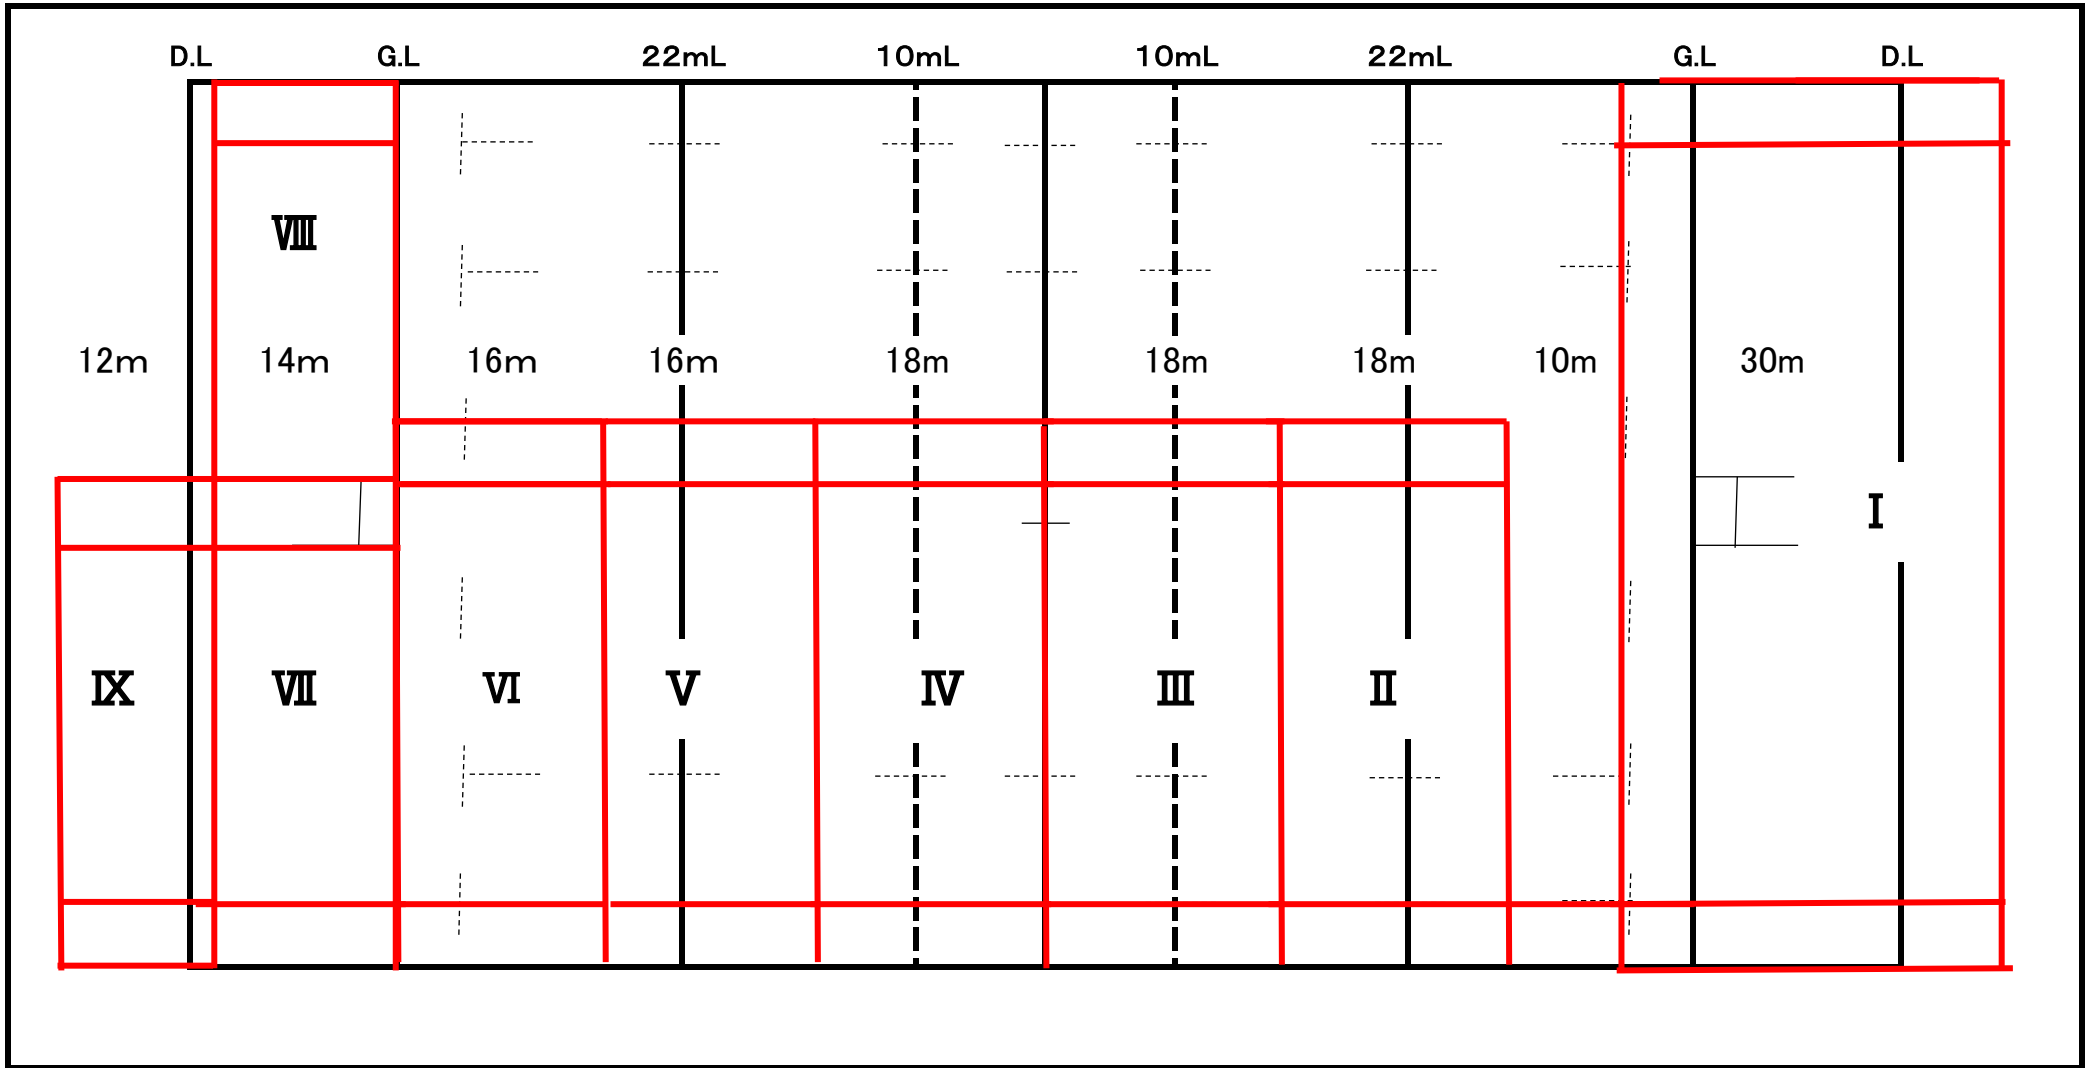 D.L G.L 22mL 10mL 10mL 22mL G.L D.L
Ⅷ
12m 14m 16m 16m 18m 18m 18m 10m 30m
Ⅰ
Ⅸ Ⅶ Ⅵ Ⅴ Ⅳ Ⅲ Ⅱ